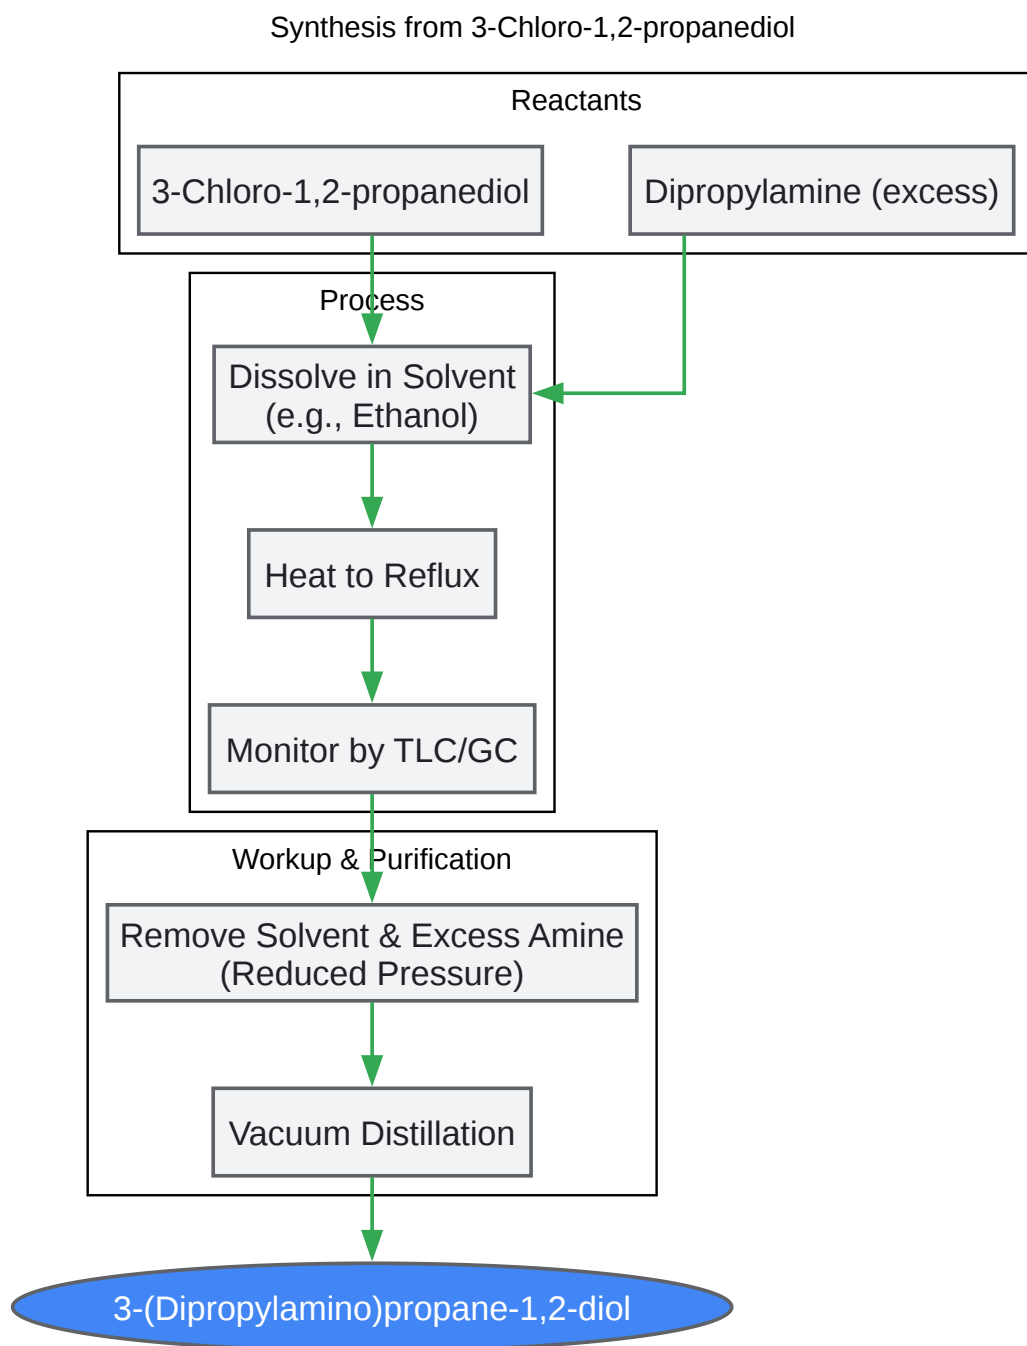 Synthesis from 3-Chloro-1,2-propanediol
Reactants
3-Chloro-1,2-propanediol
Dipropylamine (excess)
Process
Dissolve in Solvent
(e.g., Ethanol)
Heat to Reflux
Monitor by TLC/GC
Workup & Purification
Remove Solvent & Excess Amine
(Reduced Pressure)
Vacuum Distillation
3-(Dipropylamino)propane-1,2-diol